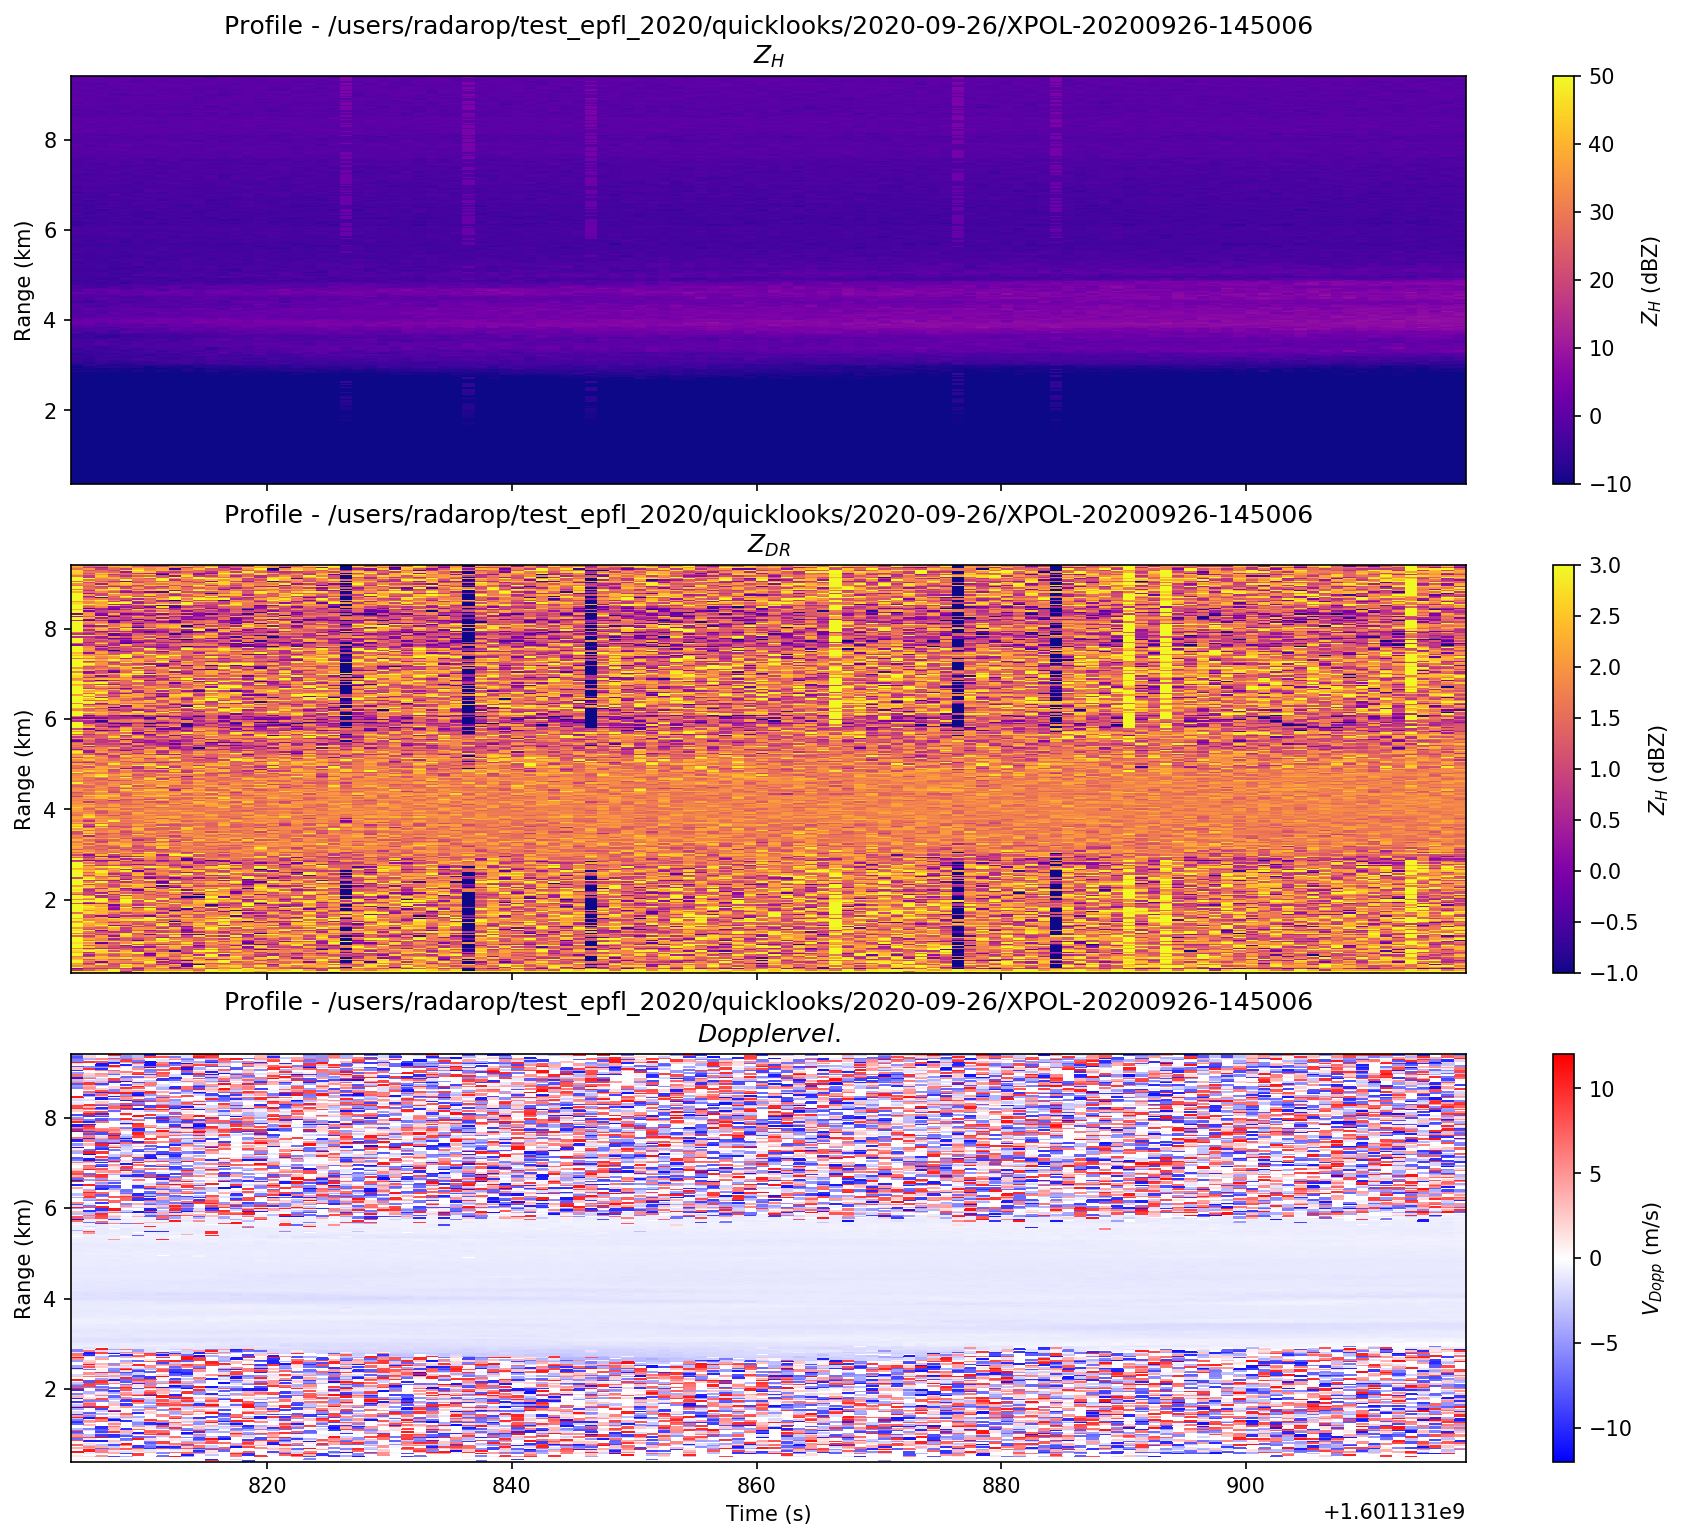 Profile - /users/radarop/test_epfl_2020/quicklooks/2020-09-26/XPOL-20200926-145006
Z_H
8
6
4
2
Range (km)
50
40
30
20
10
0
−10
Z_H (dBZ)
Profile - /users/radarop/test_epfl_2020/quicklooks/2020-09-26/XPOL-20200926-145006
Z_DR
8
6
4
2
Range (km)
3.0
2.5
2.0
1.5
1.0
0.5
0.0
−0.5
−1.0
Z_H (dBZ)
Profile - /users/radarop/test_epfl_2020/quicklooks/2020-09-26/XPOL-20200926-145006
Dopplervel.
8
6
4
2
Range (km)
10
5
0
−5
−10
V_Dopp (m/s)
820 840 860 880 900
Time (s)
+1.601131e9